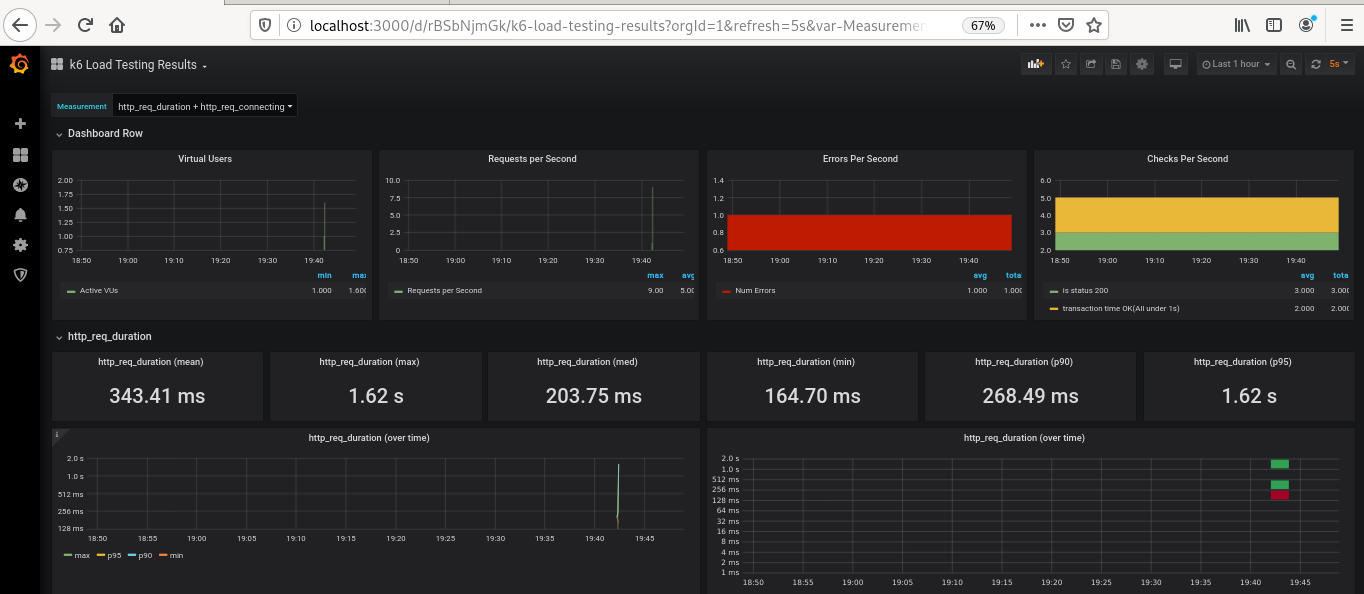 localhost:3000/d/rBSbNjmGk/k6-load-testing-results?orgId=1&refresh=5s&var-Measuremen 67%
k6 Load Testing Results
Last 1 hour 5s
Measurement http_req_duration + http_req_connecting
Dashboard Row
Virtual Users
2.00
1.75
1.50
1.25
1.00
0.75
18:50 19:00 19:10 19:20 19:30 19:40
min max
Active VUs 1.000 1.600
Requests per Second
10.0
7.5
5.0
2.5
0
18:50 19:00 19:10 19:20 19:30 19:40
max avg
Requests per Second 9.00 5.00
Errors Per Second
1.4
1.2
1.0
0.8
0.6
18:50 19:00 19:10 19:20 19:30 19:40
avg tota
Num Errors 1.000 1.000
Checks Per Second
6.0
5.0
4.0
3.0
2.0
18:50 19:00 19:10 19:20 19:30 19:40
avg tota
is status 200 3.000 3.000
transaction time OK(All under 1s) 2.000 2.000
http_req_duration
http_req_duration (mean)
343.41 ms
http_req_duration (max)
1.62 s
http_req_duration (med)
203.75 ms
http_req_duration (min)
164.70 ms
http_req_duration (p90)
268.49 ms
http_req_duration (p95)
1.62 s
i
http_req_duration (over time)
2.0 s
1.0 s
512 ms
256 ms
128 ms
18:50 18:55 19:00 19:05 19:10 19:15 19:20 19:25 19:30 19:35 19:40 19:45
max p95 p90 min
http_req_duration (over time)
2.0 s
1.0 s
512 ms
256 ms
128 ms
64 ms
32 ms
16 ms
8 ms
4 ms
2 ms
1 ms
18:50 18:55 19:00 19:05 19:10 19:15 19:20 19:25 19:30 19:35 19:40 19:45